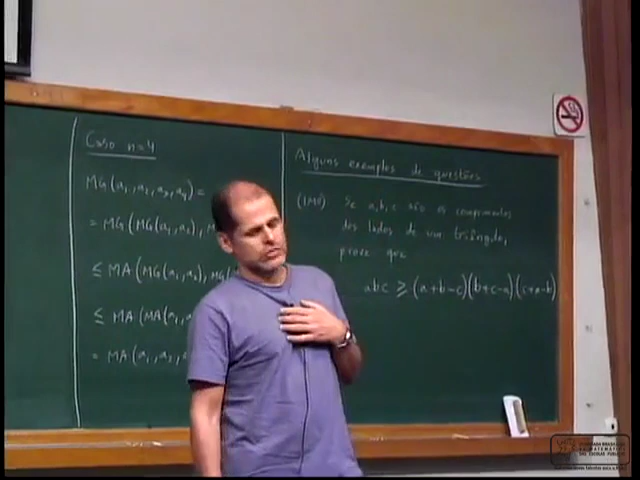 Caso n=4
MG(a₁,a₂,a₃,a₄) =
= MG(MG(a₁,a₂),
≤ MA(MG(a₁,a₂), MG(
≤ MA(MA(a₁,a
= MA(a₁,a₂,a
Alguns exemplos de questões
(IMO) Se a,b,c são os comprimentos
dos lados de um triângulo,
prove que
abc ≥ (a+b-c)(b+c-a)(c+a-b)